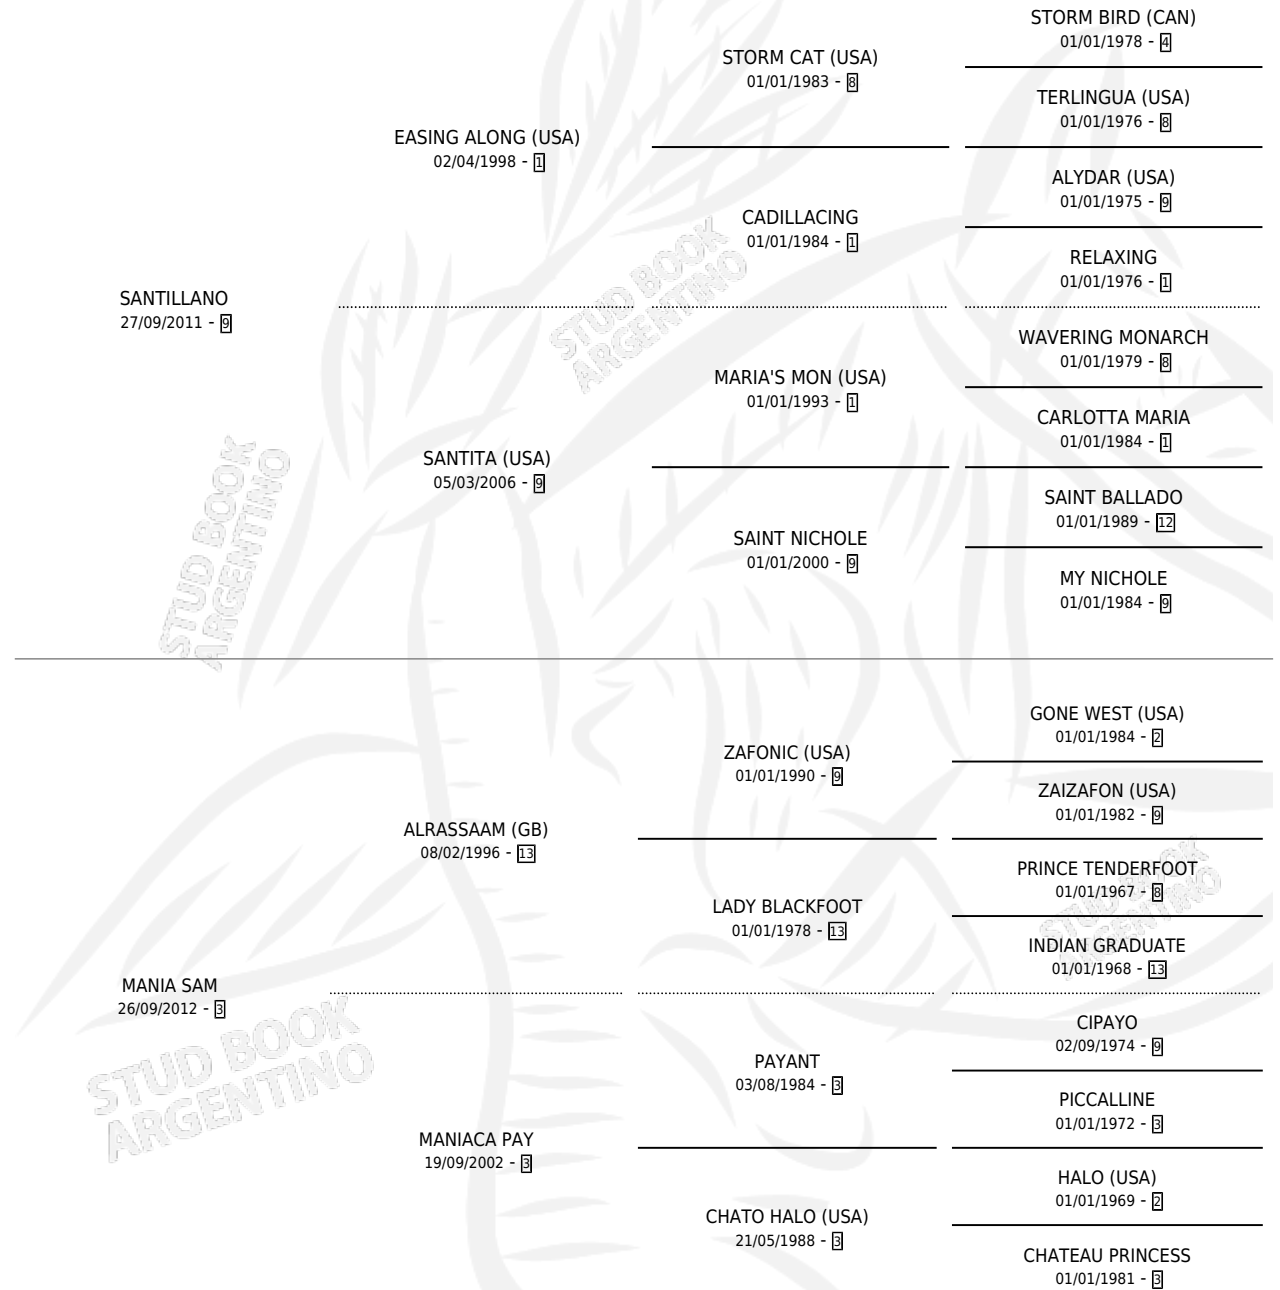 STORM BIRD (CAN)
01/01/1978 - 4
STORM CAT (USA)
01/01/1983 - 8
TERLINGUA (USA)
01/01/1976 - 8
EASING ALONG (USA)
02/04/1998 - 1
ALYDAR (USA)
01/01/1975 - 9
CADILLACING
01/01/1984 - 1
RELAXING
01/01/1976 - 1
SANTILLANO
27/09/2011 - 9
STUD BOOK
ARGENTINO
WAVERING MONARCH
01/01/1979 - 8
MARIA'S MON (USA)
01/01/1993 - 1
CARLOTTA MARIA
01/01/1984 - 1
SANTITA (USA)
05/03/2006 - 9
SAINT BALLADO
01/01/1989 - 12
SAINT NICHOLE
01/01/2000 - 9
MY NICHOLE
01/01/1984 - 9
STUD BOOK
ARGENTINO
GONE WEST (USA)
01/01/1984 - 2
ZAFONIC (USA)
01/01/1990 - 9
ZAIZAFON (USA)
01/01/1982 - 9
ALRASSAAM (GB)
08/02/1996 - 13
PRINCE TENDERFOOT
01/01/1967 - 8
LADY BLACKFOOT
01/01/1978 - 13
INDIAN GRADUATE
01/01/1968 - 13
STUD BOOK
ARGENTINO
MANIA SAM
26/09/2012 - 3
CIPAYO
02/09/1974 - 9
PAYANT
03/08/1984 - 3
PICCALLINE
01/01/1972 - 3
STUD BOOK
ARGENTINO
MANIACA PAY
19/09/2002 - 3
HALO (USA)
01/01/1969 - 2
CHATO HALO (USA)
21/05/1988 - 3
CHATEAU PRINCESS
01/01/1981 - 3